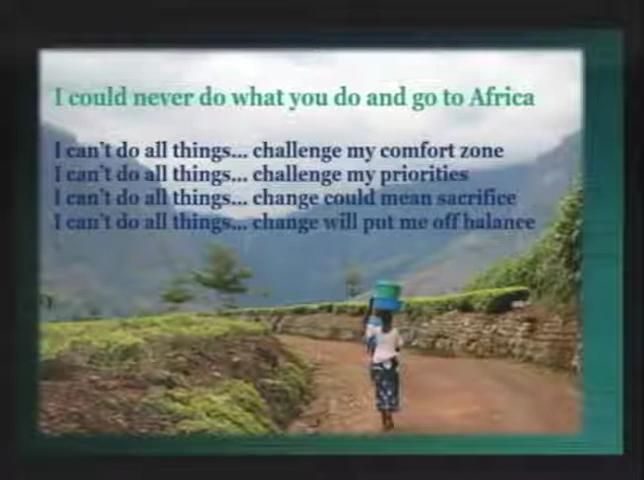 I could never do what you do and go to Africa
I can't do all things... challenge my comfort zone
I can't do all things... challenge my priorities
I can't do all things... change could mean sacrifice
I can't do all things... change will put me off balance